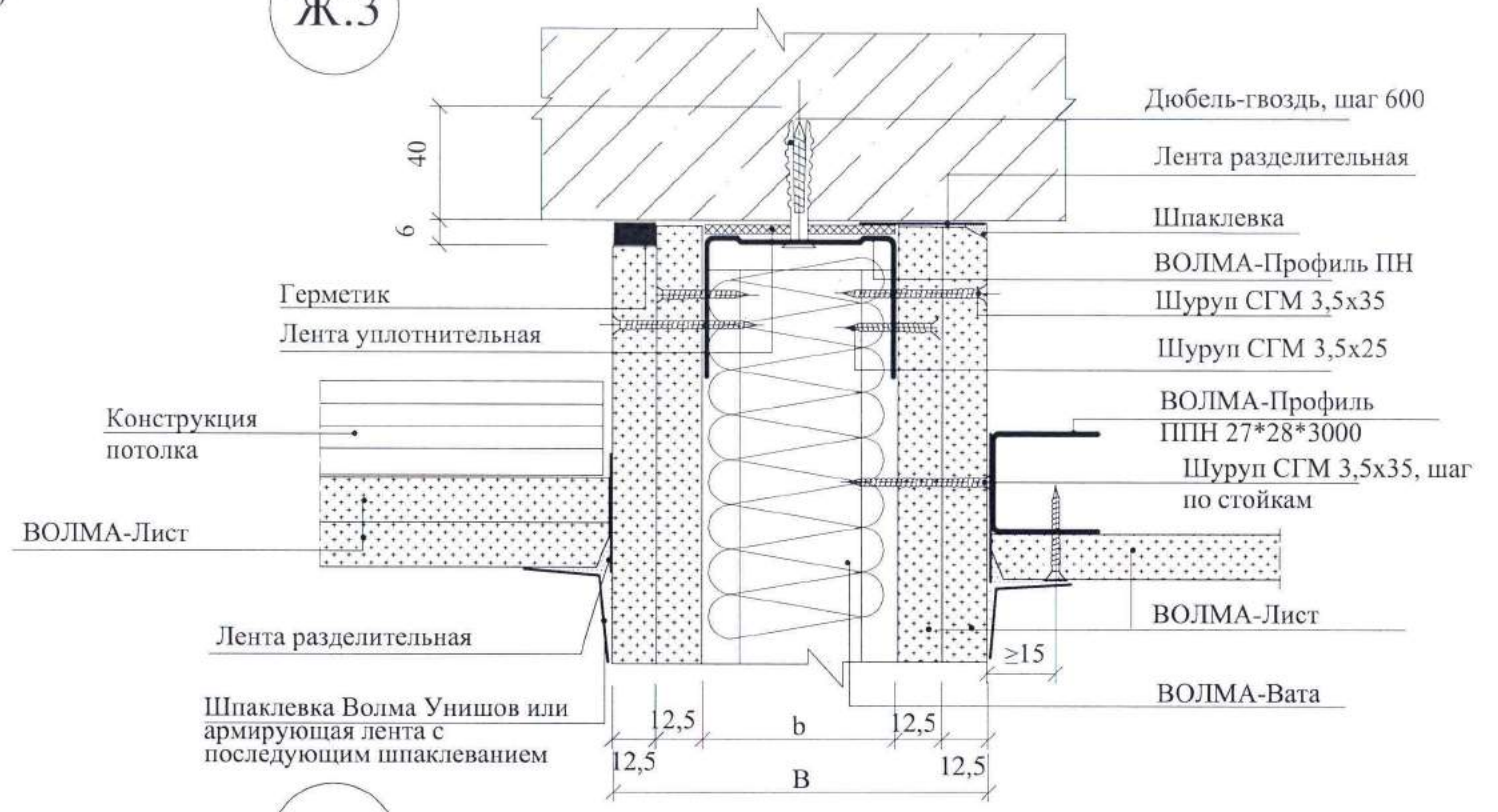 Ж.3
Дюбель-гвоздь, шаг 600
Лента разделительная
Шпаклевка
ВОЛМА-Профиль ПН
Шуруп СГМ 3,5х35
Шуруп СГМ 3,5х25
ВОЛМА-Профиль
ППН 27*28*3000
Шуруп СГМ 3,5х35, шаг
по стойкам
ВОЛМА-Лист
≥15
ВОЛМА-Вата
40
6
Герметик
Лента уплотнительная
Конструкция
потолка
ВОЛМА-Лист
Лента разделительная
Шпаклевка Волма Унишов или
армирующая лента с
последующим шпаклеванием
12,5
12,5
b
12,5
12,5
B